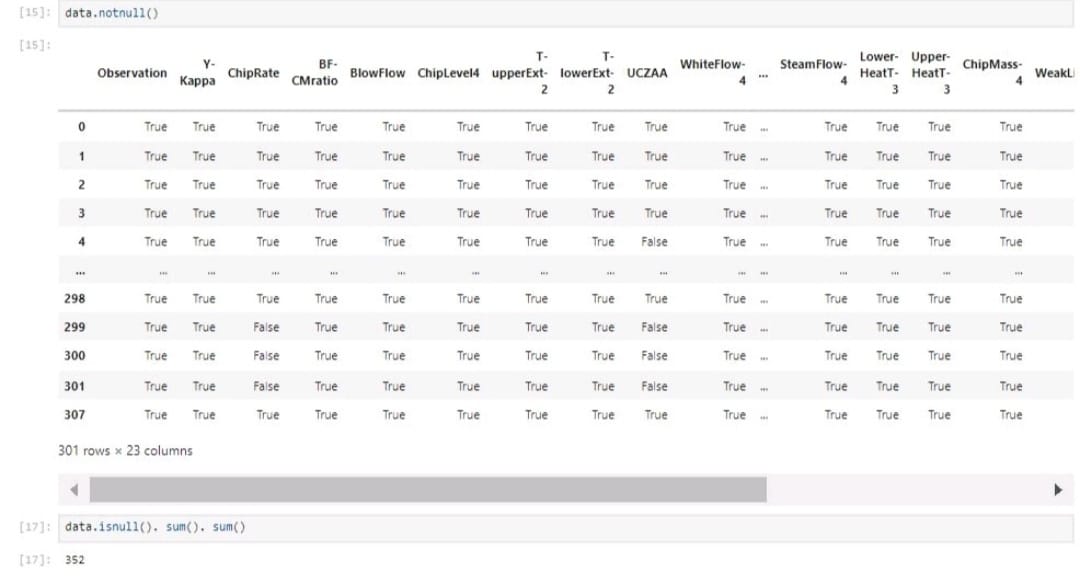 [15]: data.notnull()
[15]:
Observation Y-Kappa ChipRate BF-CMratio BlowFlow ChipLevel4 T-upperExt-2 T-lowerExt-2 UCZAA WhiteFlow-4 ... SteamFlow-4 Lower-HeatT-3 Upper-HeatT-3 ChipMass-4 WeakLi
0 True True True True True True True True True True ... True True True True
1 True True True True True True True True True True ... True True True True
2 True True True True True True True True True True ... True True True True
3 True True True True True True True True True True ... True True True True
4 True True True True True True True True False True ... True True True True
... ... ... ... ... ... ... ... ... ... ... ... ... ... ... ...
298 True True True True True True True True True True ... True True True True
299 True True False True True True True True False True ... True True True True
300 True True False True True True True True False True ... True True True True
301 True True False True True True True True False True ... True True True True
307 True True True True True True True True True True ... True True True True
301 rows × 23 columns
[17]: data.isnull(). sum(). sum()
[17]: 352